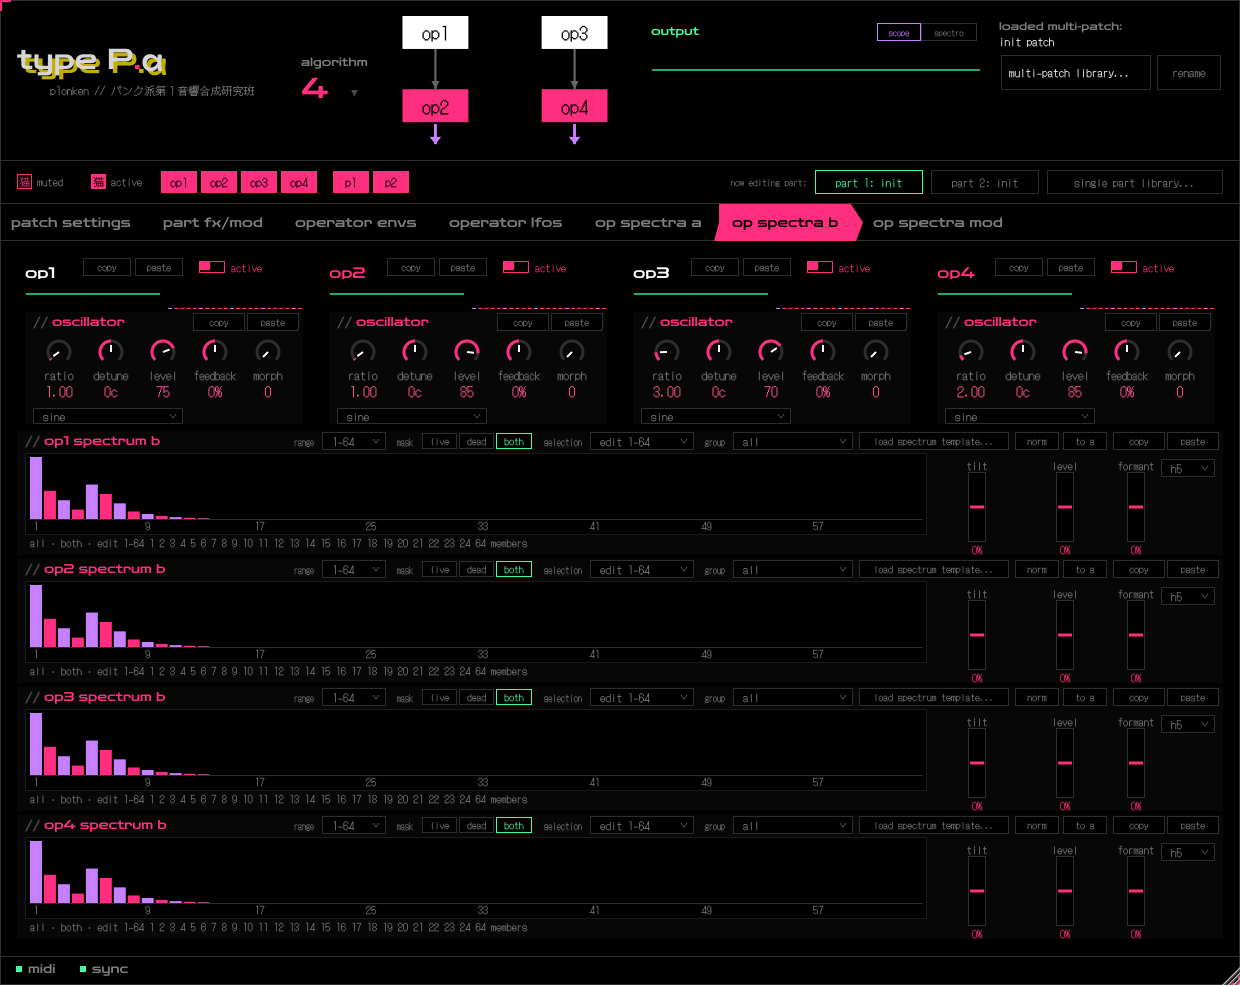 type P.a
plonken // パンク派第1音響合成研究班
algorithm
4
op1 op3
op2 op4
output
scope spectro
loaded multi-patch:
init patch
multi-patch library... rename
猫 muted 猫 active op1 op2 op3 op4 p1 p2 now editing part: part 1: init part 2: init single part library...
patch settings part fx/mod operator envs operator lfos op spectra a op spectra b op spectra mod
op1 copy paste active op2 copy paste active op3 copy paste active op4 copy paste active
// oscillator copy paste // oscillator copy paste // oscillator copy paste // oscillator copy paste
ratio detune level feedback morph ratio detune level feedback morph ratio detune level feedback morph ratio detune level feedback morph
1.00 0c 75 0% 0 1.00 0c 85 0% 0 3.00 0c 70 0% 0 2.00 0c 85 0% 0
sine sine sine sine
// op1 spectrum b range 1-64 mask live dead both selection edit 1-64 group all load spectrum template... norm to a copy paste
tilt level formant h5
1 9 17 25 33 41 49 57
all · both · edit 1-64 1 2 3 4 5 6 7 8 9 10 11 12 13 14 15 16 17 18 19 20 21 22 23 24 64 members
0% 0% 0%
// op2 spectrum b range 1-64 mask live dead both selection edit 1-64 group all load spectrum template... norm to a copy paste
tilt level formant h5
1 9 17 25 33 41 49 57
all · both · edit 1-64 1 2 3 4 5 6 7 8 9 10 11 12 13 14 15 16 17 18 19 20 21 22 23 24 64 members
0% 0% 0%
// op3 spectrum b range 1-64 mask live dead both selection edit 1-64 group all load spectrum template... norm to a copy paste
tilt level formant h5
1 9 17 25 33 41 49 57
all · both · edit 1-64 1 2 3 4 5 6 7 8 9 10 11 12 13 14 15 16 17 18 19 20 21 22 23 24 64 members
0% 0% 0%
// op4 spectrum b range 1-64 mask live dead both selection edit 1-64 group all load spectrum template... norm to a copy paste
tilt level formant h5
1 9 17 25 33 41 49 57
all · both · edit 1-64 1 2 3 4 5 6 7 8 9 10 11 12 13 14 15 16 17 18 19 20 21 22 23 24 64 members
0% 0% 0%
midi sync